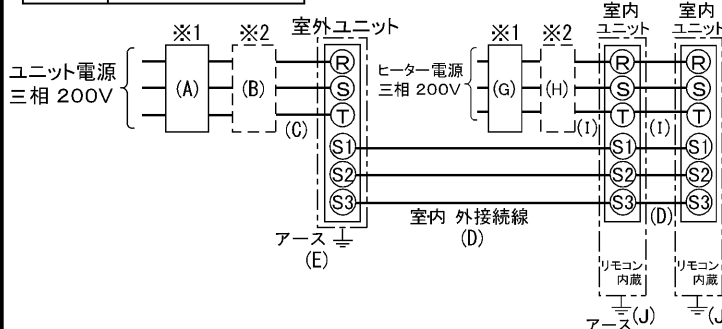 ※1
※2
室外ユニット
※1
※2
室内
ユニット
室内
ユニット
ユニット電源
三相 200V
(A)
(B)
(C)
R
S
T
S1
S2
S3
ヒーター電源
三相 200V
(G)
(H)
(I)
R
S
T
S1
S2
S3
(I)
R
S
T
S1
S2
S3
室内 外接続線
(D)
(D)
アース
(E)
リモコン
内蔵
リモコン
内蔵
アース
(J)
(J